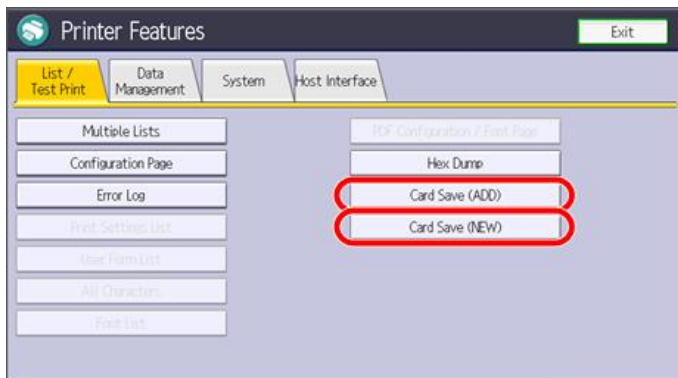 Printer Features
Exit
List /
Test Print
Data
Management
System
Host Interface
Multiple Lists
Configuration Page
Error Log
Print Settings List
User Form List
All Characters
Font List
PDF Configuration / Font Page
Hex Dump
Card Save (ADD)
Card Save (NEW)